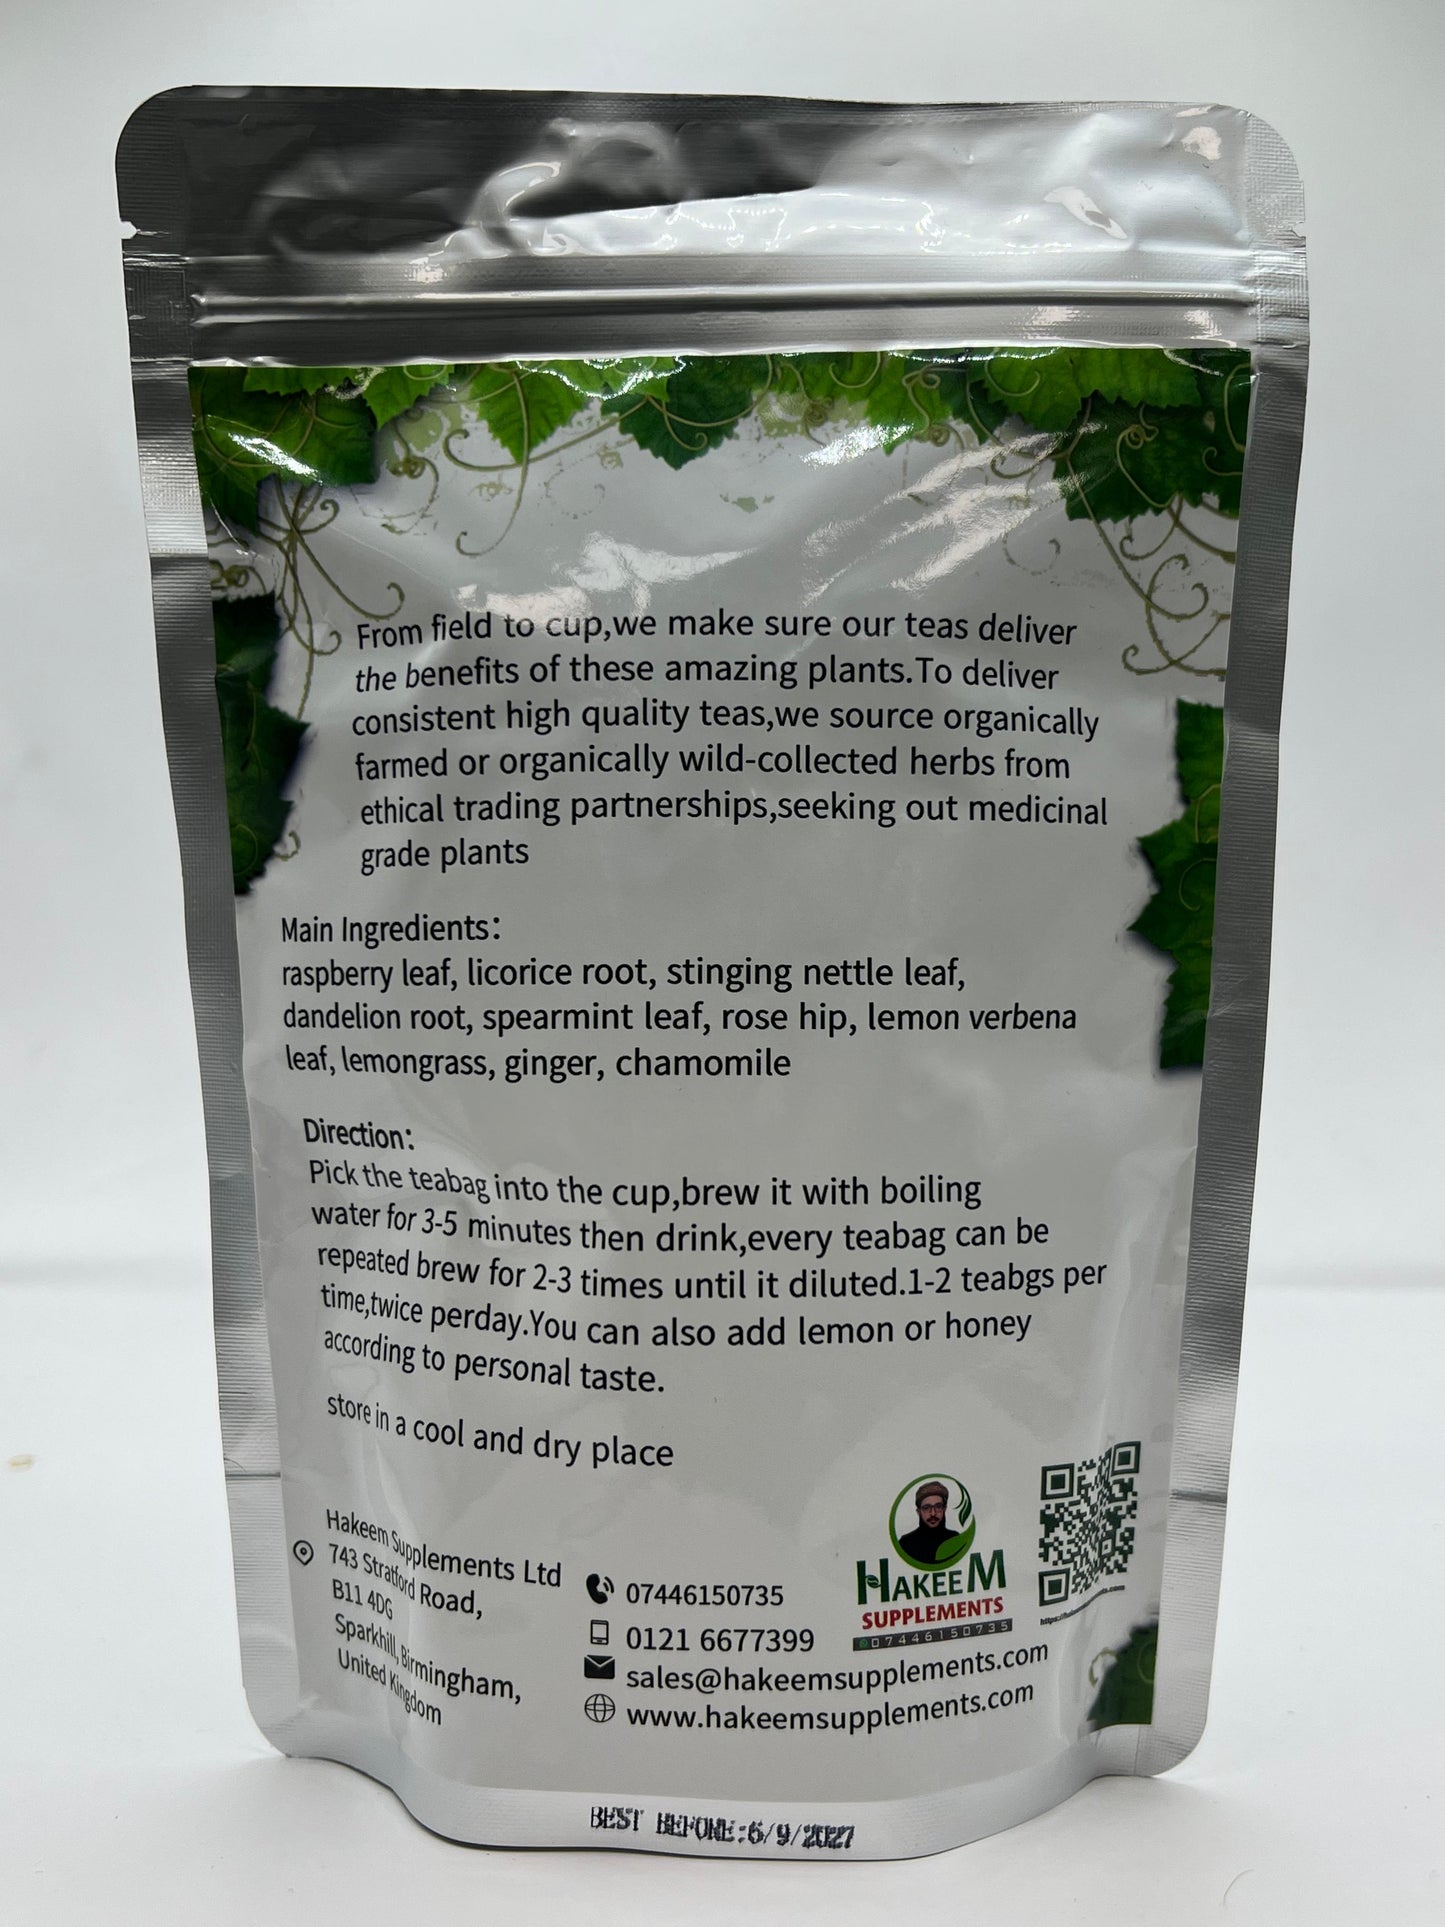 From field to cup,we make sure our teas deliver
the benefits of these amazing plants.To deliver
consistent high quality teas,we source organically
farmed or organically wild-collected herbs from
ethical trading partnerships,seeking out medicinal
grade plants
Main Ingredients:
raspberry leaf, licorice root, stinging nettle leaf,
dandelion root, spearmint leaf, rose hip, lemon verbena
leaf, lemongrass, ginger, chamomile
Direction:
Pick the teabag into the cup,brew it with boiling
water for 3-5 minutes then drink,every teabag can be
repeated brew for 2-3 times until it diluted.1-2 teabgs per
time,twice perday.You can also add lemon or honey
according to personal taste.
store in a cool and dry place
Hakeem Supplements Ltd
743 Stratford Road,
B11 4DG
Sparkhill, Birmingham,
United Kingdom
07446150735
0121 6677399
sales@hakeemsupplements.com
www.hakeemsupplements.com
HAKEEM
SUPPLEMENTS
07446150735
BEST BEFORE:6/9/2027